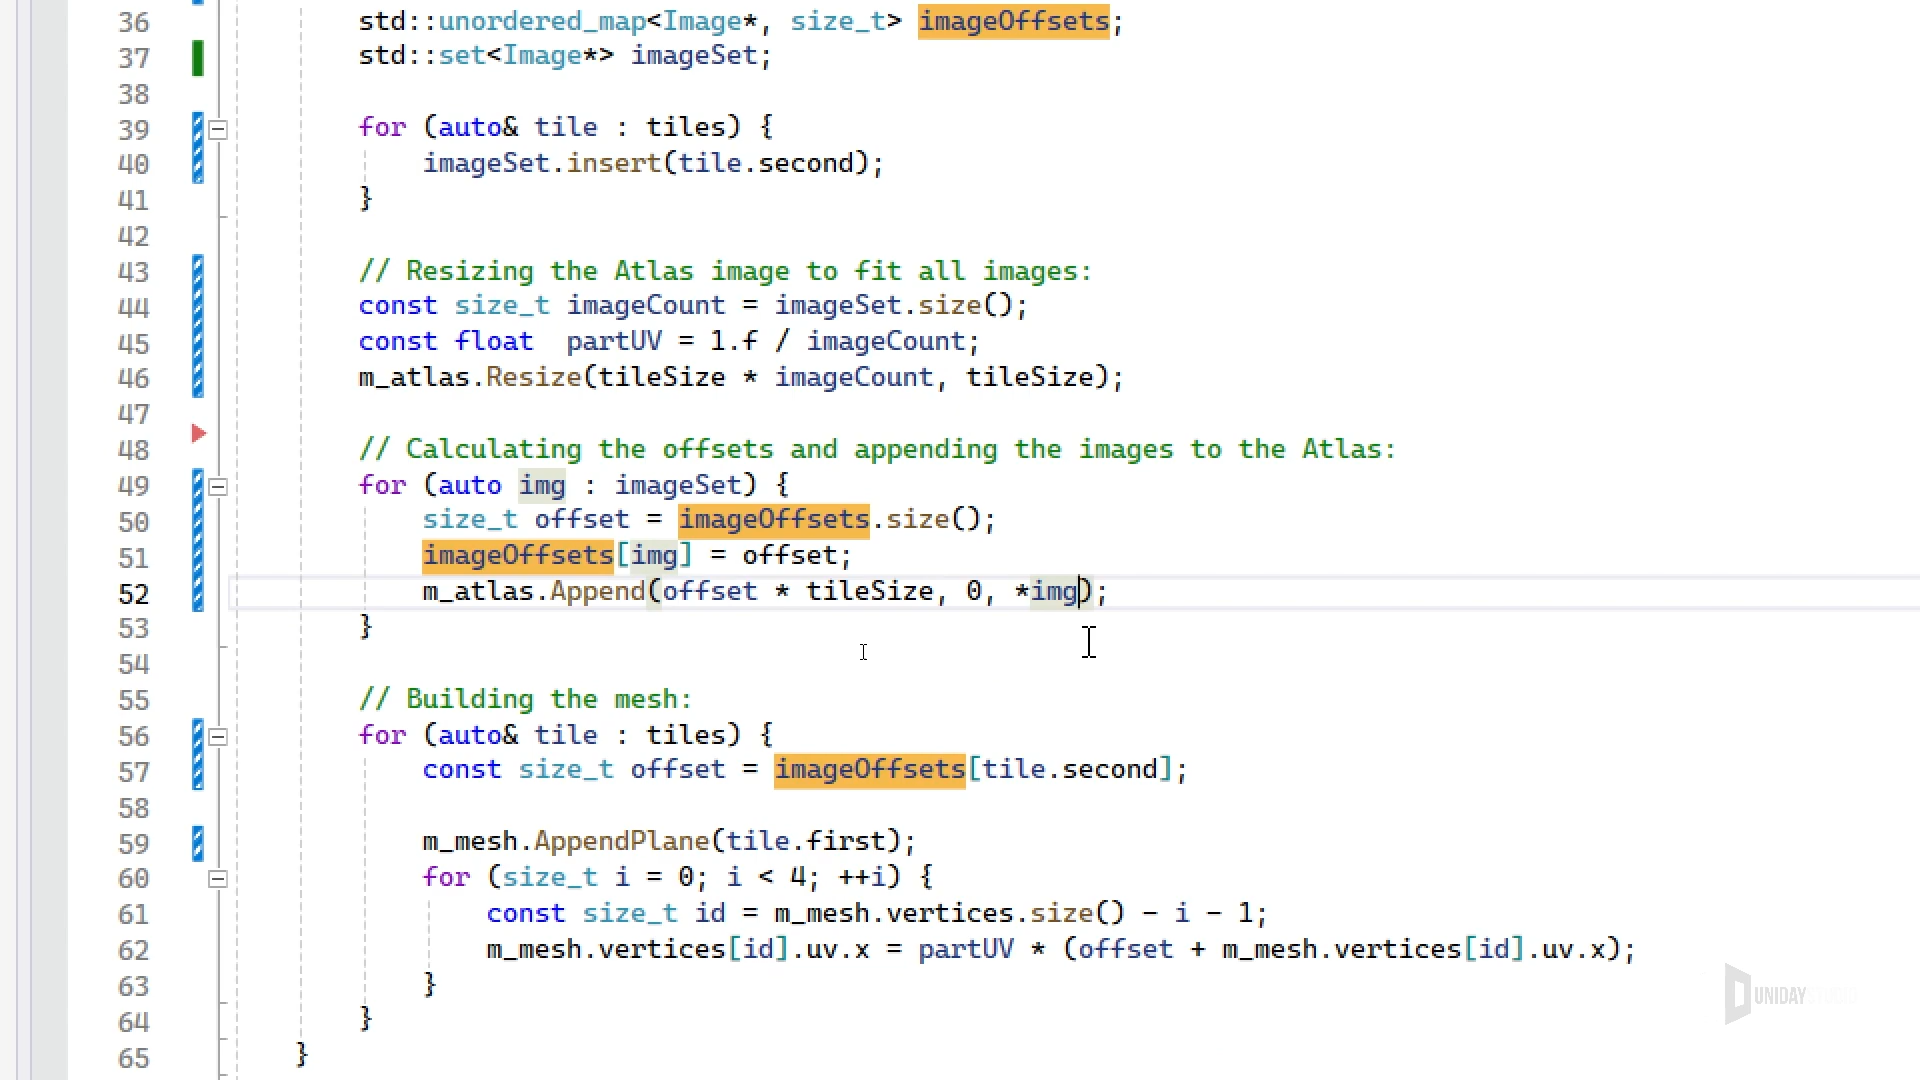 36 std::unordered_map<Image*, size_t> imageOffsets;
37 std::set<Image*> imageSet;
38
39 for (auto& tile : tiles) {
40 imageSet.insert(tile.second);
41 }
42
43 // Resizing the Atlas image to fit all images:
44 const size_t imageCount = imageSet.size();
45 const float  partUV = 1.f / imageCount;
46 m_atlas.Resize(tileSize * imageCount, tileSize);
47
48 // Calculating the offsets and appending the images to the Atlas:
49 for (auto img : imageSet) {
50 size_t offset = imageOffsets.size();
51 imageOffsets[img] = offset;
52 m_atlas.Append(offset * tileSize, 0, *img);
53 }
54
55 // Building the mesh:
56 for (auto& tile : tiles) {
57 const size_t offset = imageOffsets[tile.second];
58
59 m_mesh.AppendPlane(tile.first);
60 for (size_t i = 0; i < 4; ++i) {
61 const size_t id = m_mesh.vertices.size() - i - 1;
62 m_mesh.vertices[id].uv.x = partUV * (offset + m_mesh.vertices[id].uv.x);
63 }
64 }
65 }
UNIDAY